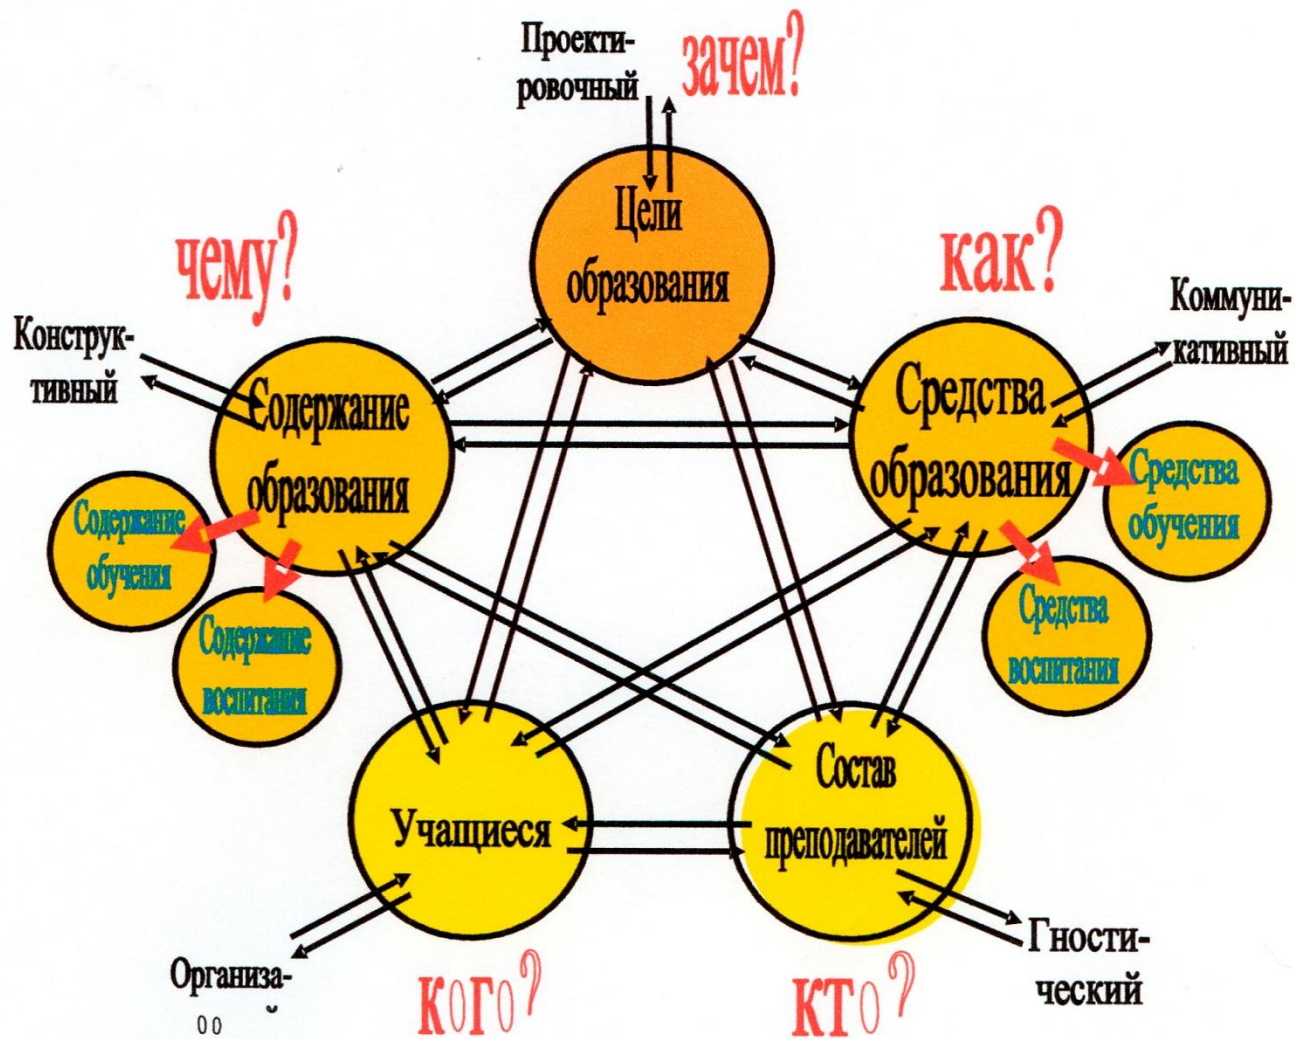 Проекти-
ровочный
зачем?
Цели
образования
чему?
как?
Конструк-
тивный
Коммуни-
кативный
Содержание
образования
Средства
образования
Содержание
обучения
Содержание
воспитания
Средства
обучения
Средства
воспитания
Учащиеся
Состав
преподавателей
Организа-
Гности-
ческий
кого?
кто?